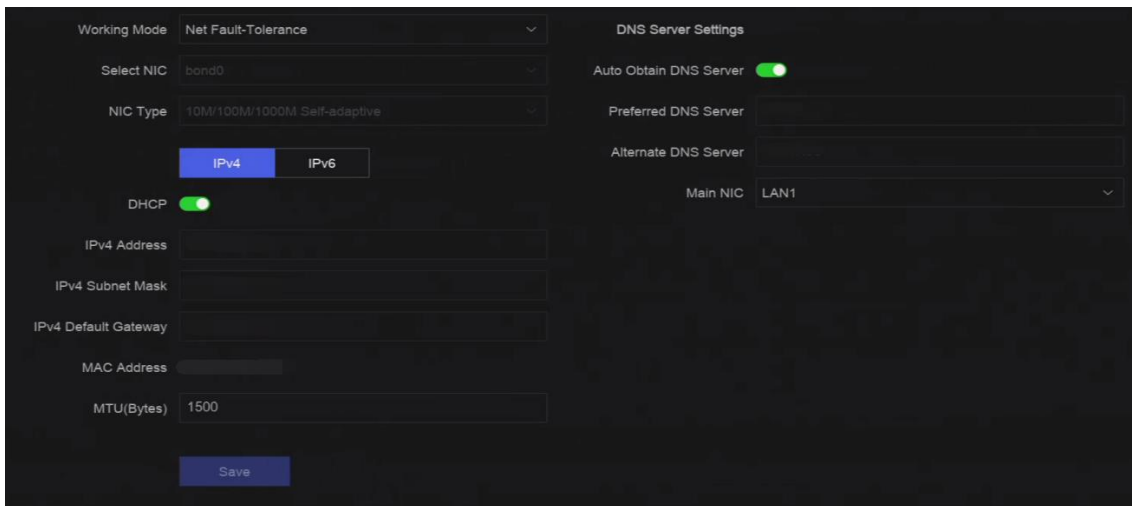 Working Mode Net Fault-Tolerance
Select NIC bond0
NIC Type 10M/100M/1000M Self-adaptive
IPv4 IPv6
DHCP
IPv4 Address
IPv4 Subnet Mask
IPv4 Default Gateway
MAC Address
MTU(Bytes) 1500
Save
DNS Server Settings
Auto Obtain DNS Server
Preferred DNS Server
Alternate DNS Server
Main NIC LAN1